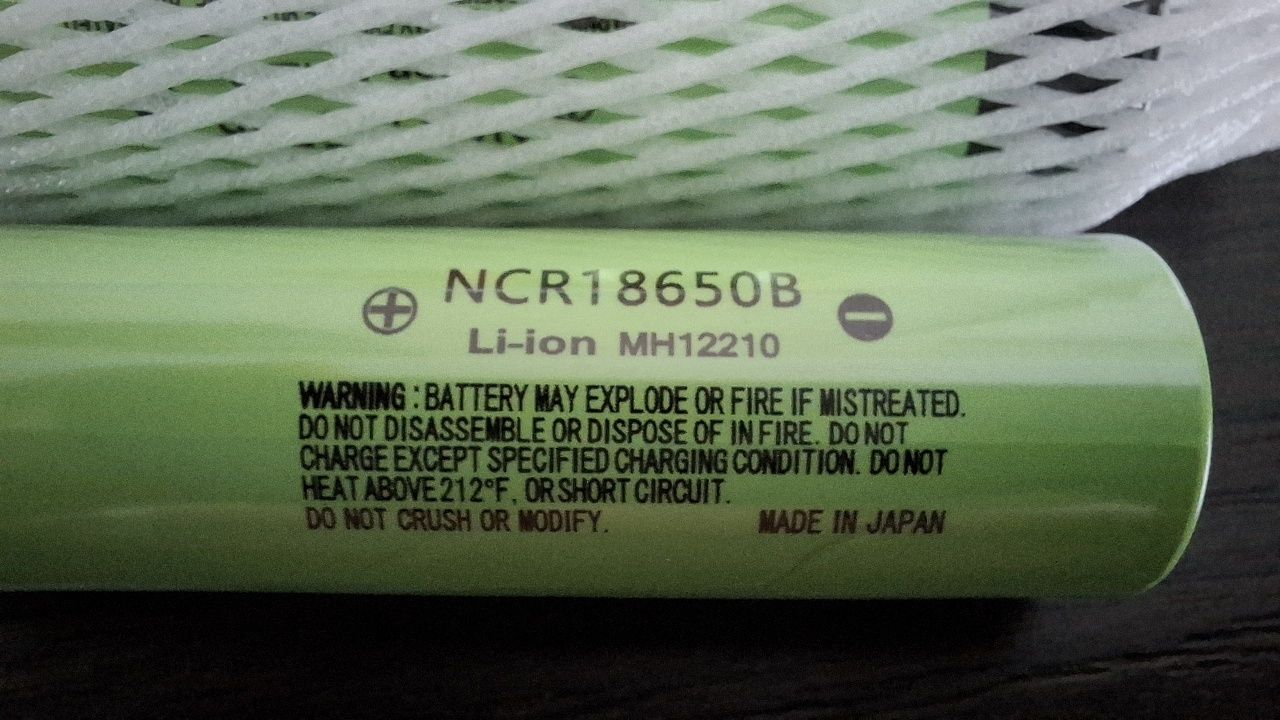 NCR18650B
Li-ion MH12210
WARNING : BATTERY MAY EXPLODE OR FIRE IF MISTREATED.
DO NOT DISASSEMBLE OR DISPOSE OF IN FIRE. DO NOT
CHARGE EXCEPT SPECIFIED CHARGING CONDITION. DO NOT
HEAT ABOVE 212°F, OR SHORT CIRCUIT.
DO NOT CRUSH OR MODIFY. MADE IN JAPAN